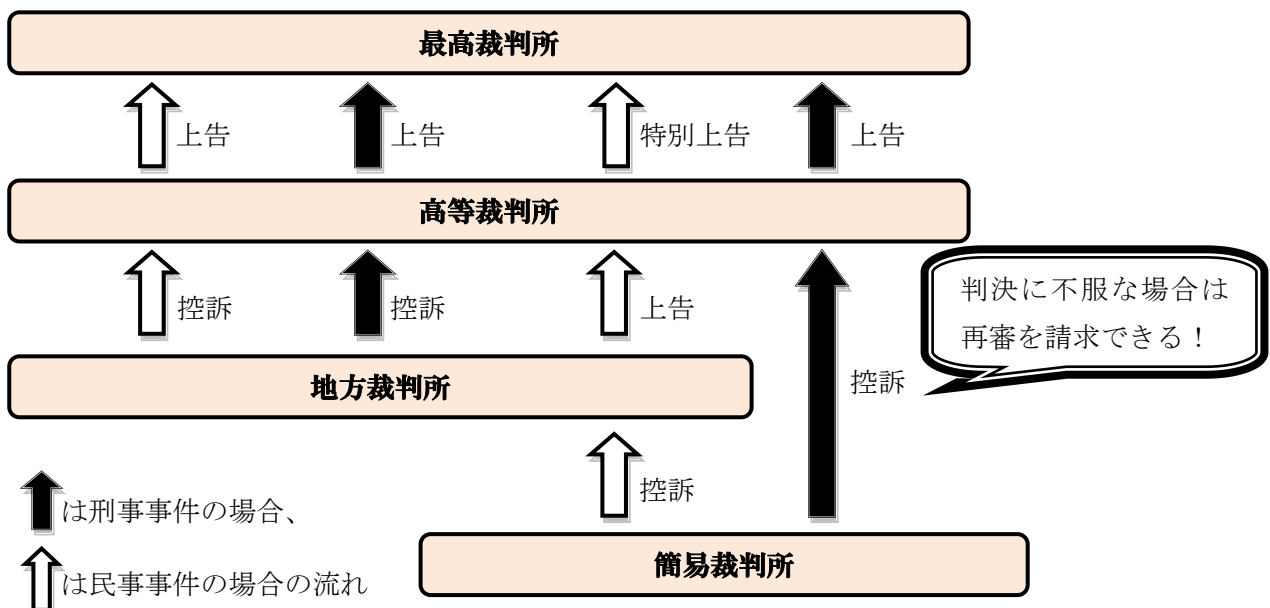 最高裁判所
上告
上告
特別上告
上告
高等裁判所
控訴
控訴
上告
控訴
判決に不服な場合は
再審を請求できる！
地方裁判所
控訴
は刑事事件の場合、
は民事事件の場合の流れ
簡易裁判所